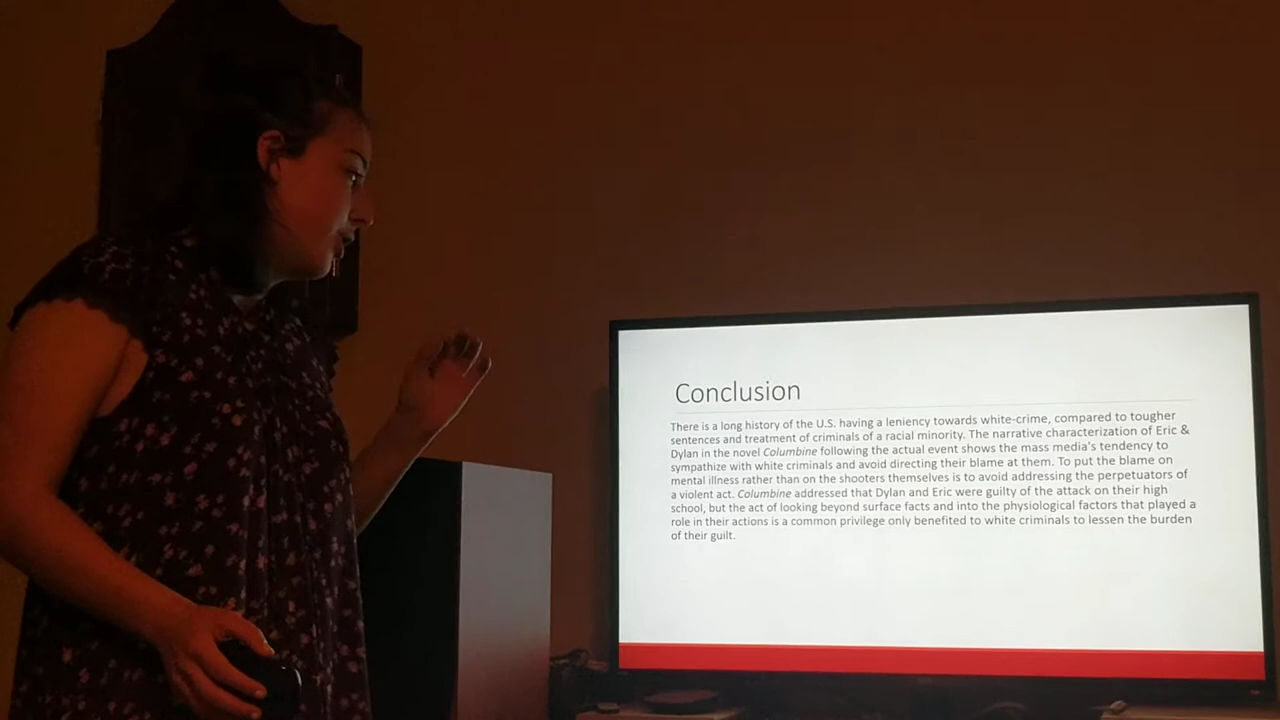 Conclusion
There is a long history of the U.S. having a leniency towards white-crime, compared to tougher
sentences and treatment of criminals of a racial minority. The narrative characterization of Eric &
Dylan in the novel Columbine following the actual event shows the mass media's tendency to
sympathize with white criminals and avoid directing their blame at them. To put the blame on
mental illness rather than on the shooters themselves is to avoid addressing the perpetuators of
a violent act. Columbine addressed that Dylan and Eric were guilty of the attack on their high
school, but the act of looking beyond surface facts and into the physiological factors that played a
role in their actions is a common privilege only benefited to white criminals to lessen the burden
of their guilt.